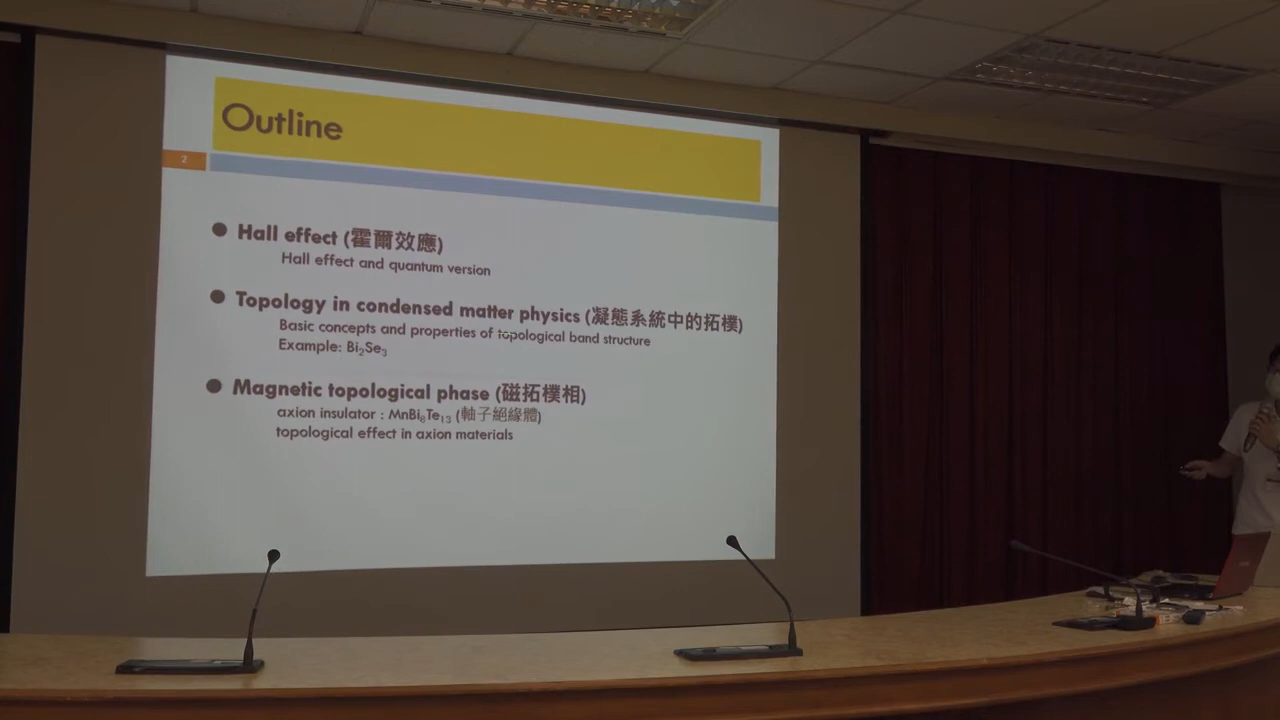 Outline
2
Hall effect (霍爾效應)
Hall effect and quantum version
Topology in condensed matter physics (凝態系統中的拓樸)
Basic concepts and properties of topological band structure
Example: Bi₂Se₃
Magnetic topological phase (磁拓樸相)
axion insulator : MnBi₈Te₁₃ (軸子絕緣體)
topological effect in axion materials